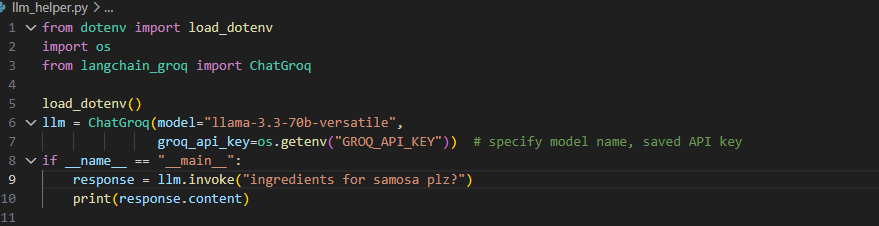 llm_helper.py > ...
1 from dotenv import load_dotenv
2 import os
3 from langchain_groq import ChatGroq
4
5 load_dotenv()
6 llm = ChatGroq(model="llama-3.3-70b-versatile",
7 groq_api_key=os.getenv("GROQ_API_KEY"))  # specify model name, saved API key
8 if __name__ == "__main__":
9 response = llm.invoke("ingredients for samosa plz?")
10 print(response.content)
11